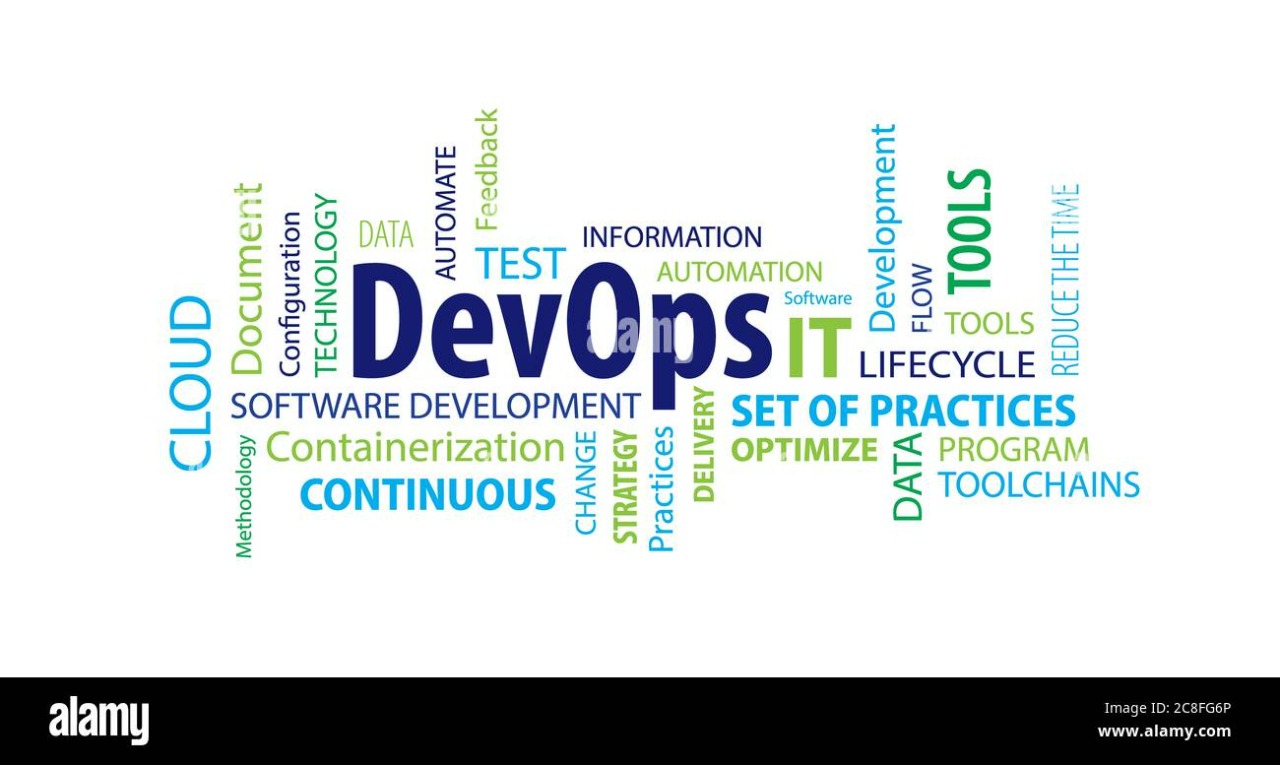 Feedback
Development
AUTOMATE
TOOLS
Document
REDUCE THE TIME
TECHNOLOGY
Configuration
DATA
INFORMATION
TEST
AUTOMATION
FLOW
Software
DevOps
IT
TOOLS
LIFECYCLE
CLOUD
SOFTWARE DEVELOPMENT
SET OF PRACTICES
DELIVERY
Containerization
OPTIMIZE
PROGRAM
CHANGE
STRATEGY
Practices
DATA
Methodology
CONTINUOUS
TOOLCHAINS
alamy
alamy
Image ID: 2C8FG6P
www.alamy.com